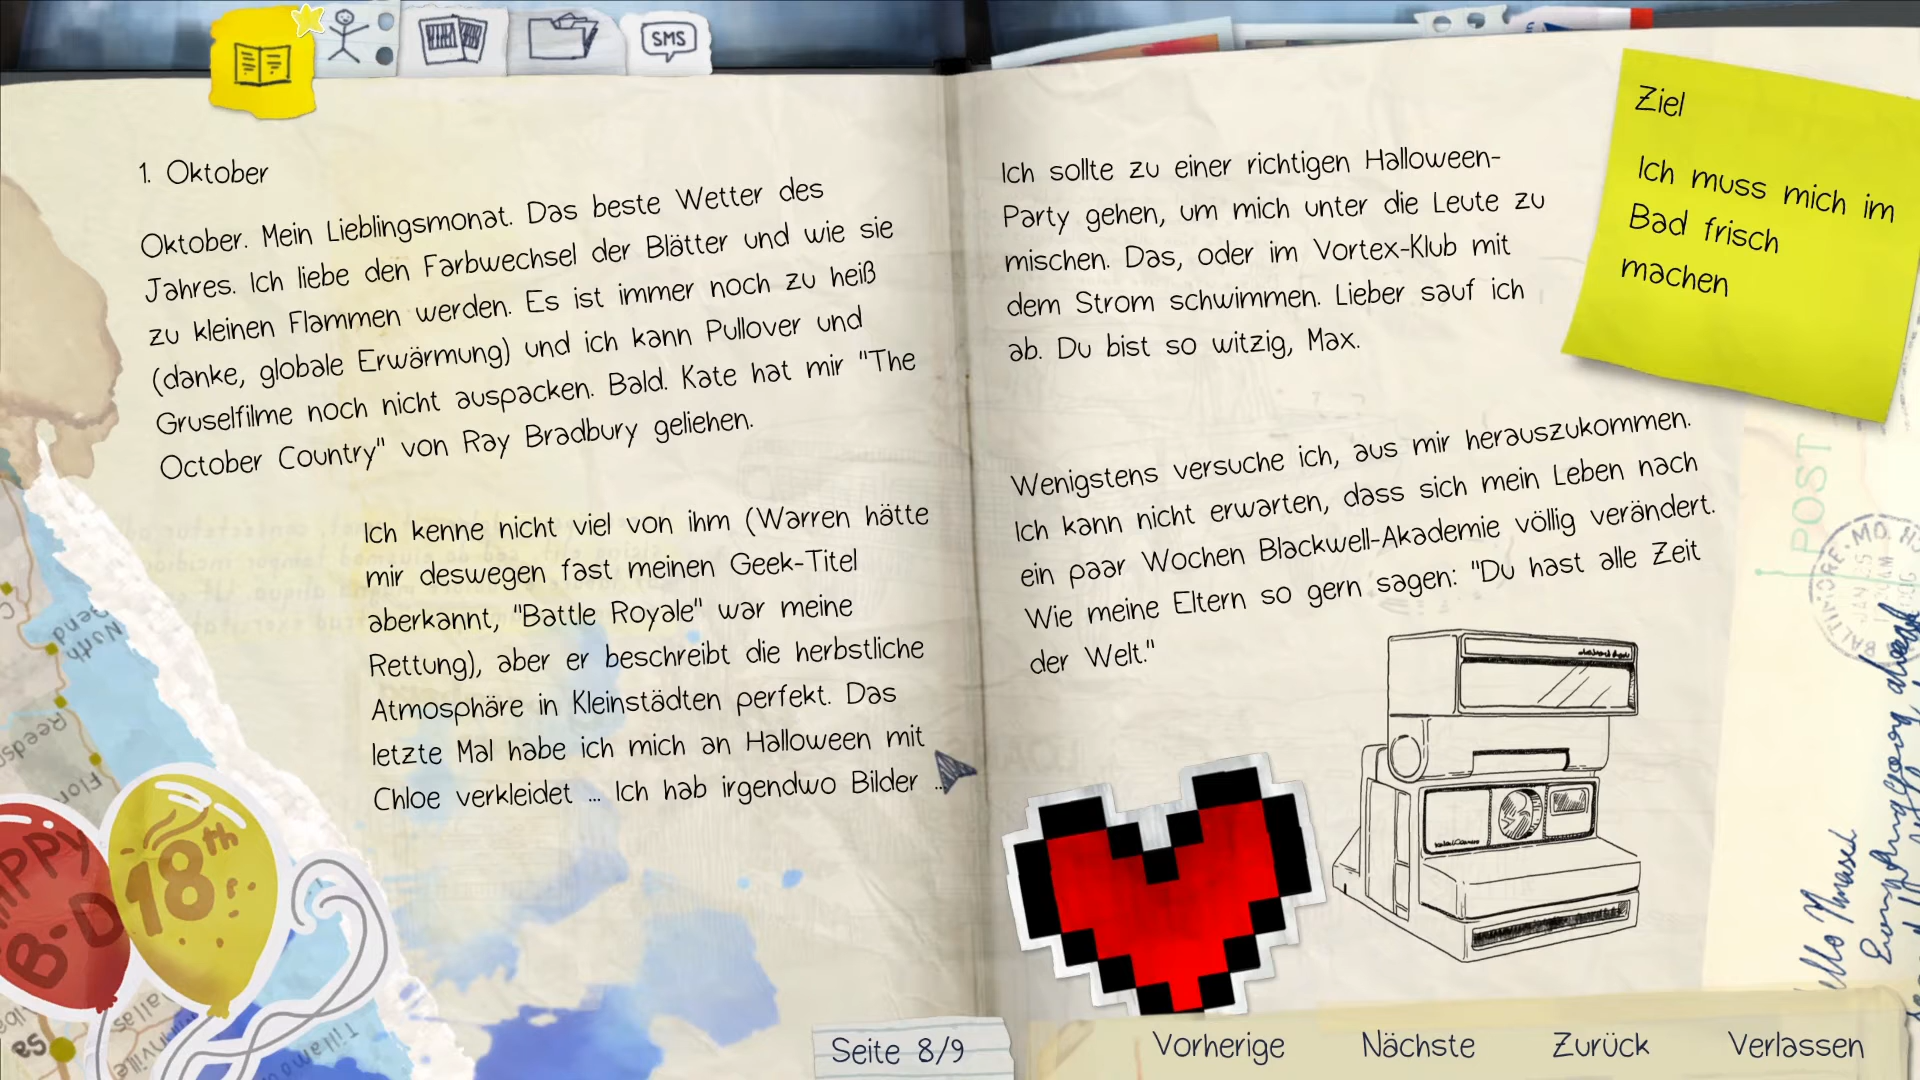 SMS
1. Oktober
Oktober. Mein Lieblingsmonat. Das beste Wetter des
Jahres. Ich liebe den Farbwechsel der Blätter und wie sie
zu kleinen Flammen werden. Es ist immer noch zu heiß
(danke, globale Erwärmung) und ich kann Pullover und
Gruselfilme noch nicht auspacken. Bald. Kate hat mir "The
October Country" von Ray Bradbury geliehen.
Ich kenne nicht viel von ihm (Warren hätte
mir deswegen fast meinen Geek-Titel
aberkannt, "Battle Royale" war meine
Rettung), aber er beschreibt die herbstliche
Atmosphäre in Kleinstädten perfekt. Das
letzte Mal habe ich mich an Halloween mit
Chloe verkleidet ... Ich hab irgendwo Bilder ...
HAPPY
B-D
18th
Ich sollte zu einer richtigen Halloween-
Party gehen, um mich unter die Leute zu
mischen. Das, oder im Vortex-Klub mit
dem Strom schwimmen. Lieber sauf ich
ab. Du bist so witzig, Max.
Wenigstens versuche ich, aus mir herauszukommen.
Ich kann nicht erwarten, dass sich mein Leben nach
ein paar Wochen Blackwell-Akademie völlig verändert.
Wie meine Eltern so gern sagen: "Du hast alle Zeit
der Welt."
Ziel
Ich muss mich im
Bad frisch
machen
POST
Seite 8/9
Vorherige
Nächste
Zurück
Verlassen